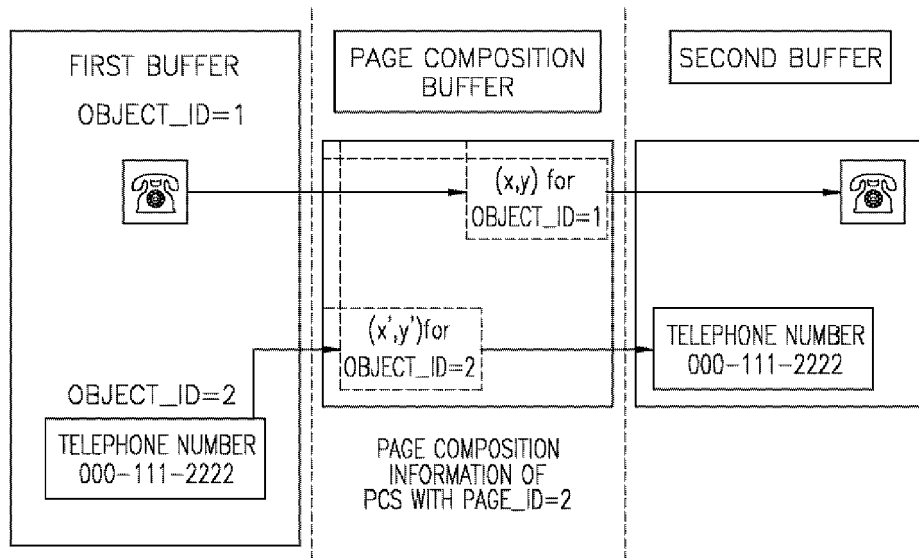 FIRST BUFFER
OBJECT_ID=1
OBJECT_ID=2
TELEPHONE NUMBER
000-111-2222
PAGE COMPOSITION
BUFFER
(x,y) for
OBJECT_ID=1
(x',y')for
OBJECT_ID=2
PAGE COMPOSITION
INFORMATION OF
PCS WITH PAGE_ID=2
SECOND BUFFER
TELEPHONE NUMBER
000-111-2222